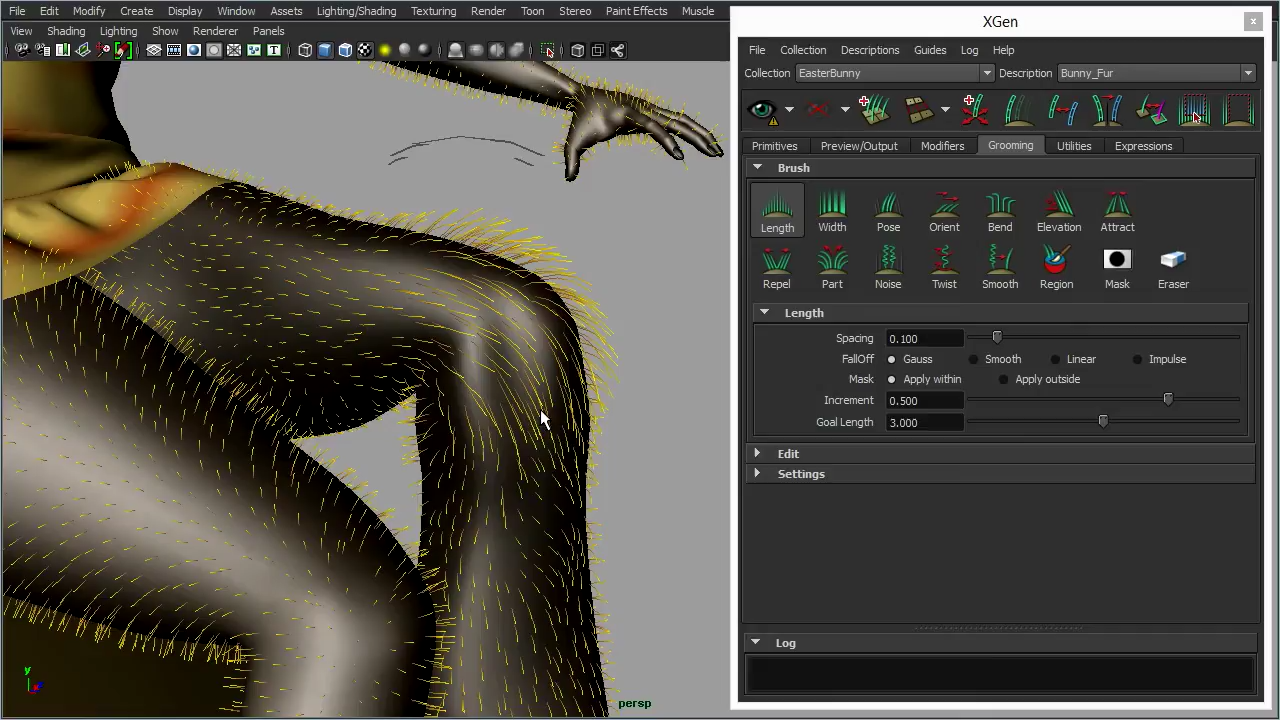 File Edit Modify Create Display Window Assets Lighting/Shading Texturing Render Toon Stereo Paint Effects Muscle
View Shading Lighting Show Renderer Panels
persp
y
XGen
File Collection Descriptions Guides Log Help
Collection EasterBunny Description Bunny_Fur
Primitives Preview/Output Modifiers Grooming Utilities Expressions
Brush
Length Width Pose Orient Bend Elevation Attract
Repel Part Noise Twist Smooth Region Mask Eraser
Length
Spacing 0.100
FallOff Gauss Smooth Linear Impulse
Mask Apply within Apply outside
Increment 0.500
Goal Length 3.000
Edit
Settings
Log